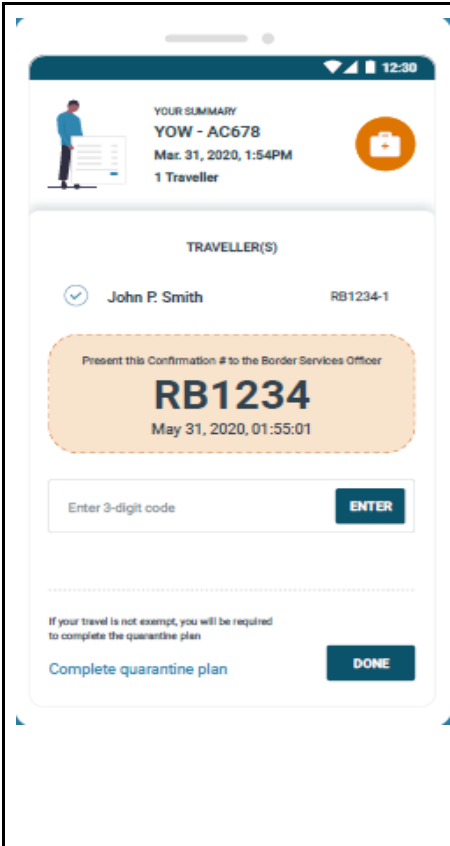 12:30
YOUR SUMMARY
YOW - AC678
Mar. 31, 2020, 1:54PM
1 Traveller
TRAVELLER(S)
John P. Smith RB1234-1
Present this Confirmation # to the Border Services Officer
RB1234
May 31, 2020, 01:55:01
Enter 3-digit code ENTER
If your travel is not exempt, you will be required
to complete the quarantine plan
Complete quarantine plan DONE